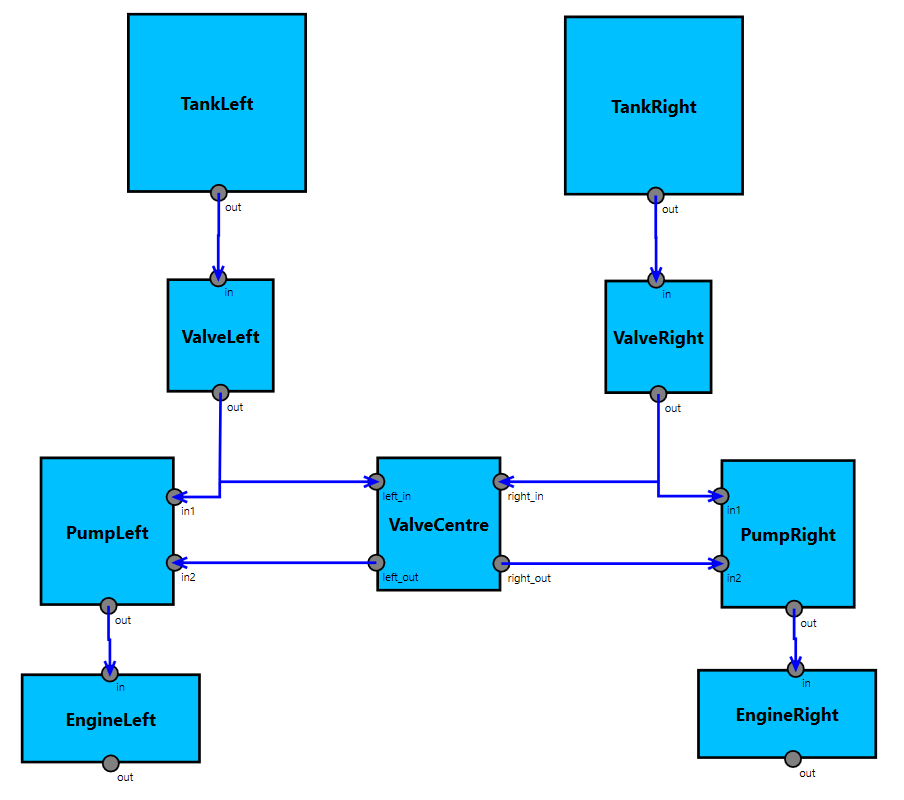 TankLeft
TankRight
out
out
in
in
ValveLeft
ValveRight
out
out
left_in
right_in
in1
in1
PumpLeft
ValveCentre
PumpRight
in2
left_out
right_out
in2
out
out
in
in
EngineLeft
EngineRight
out
out